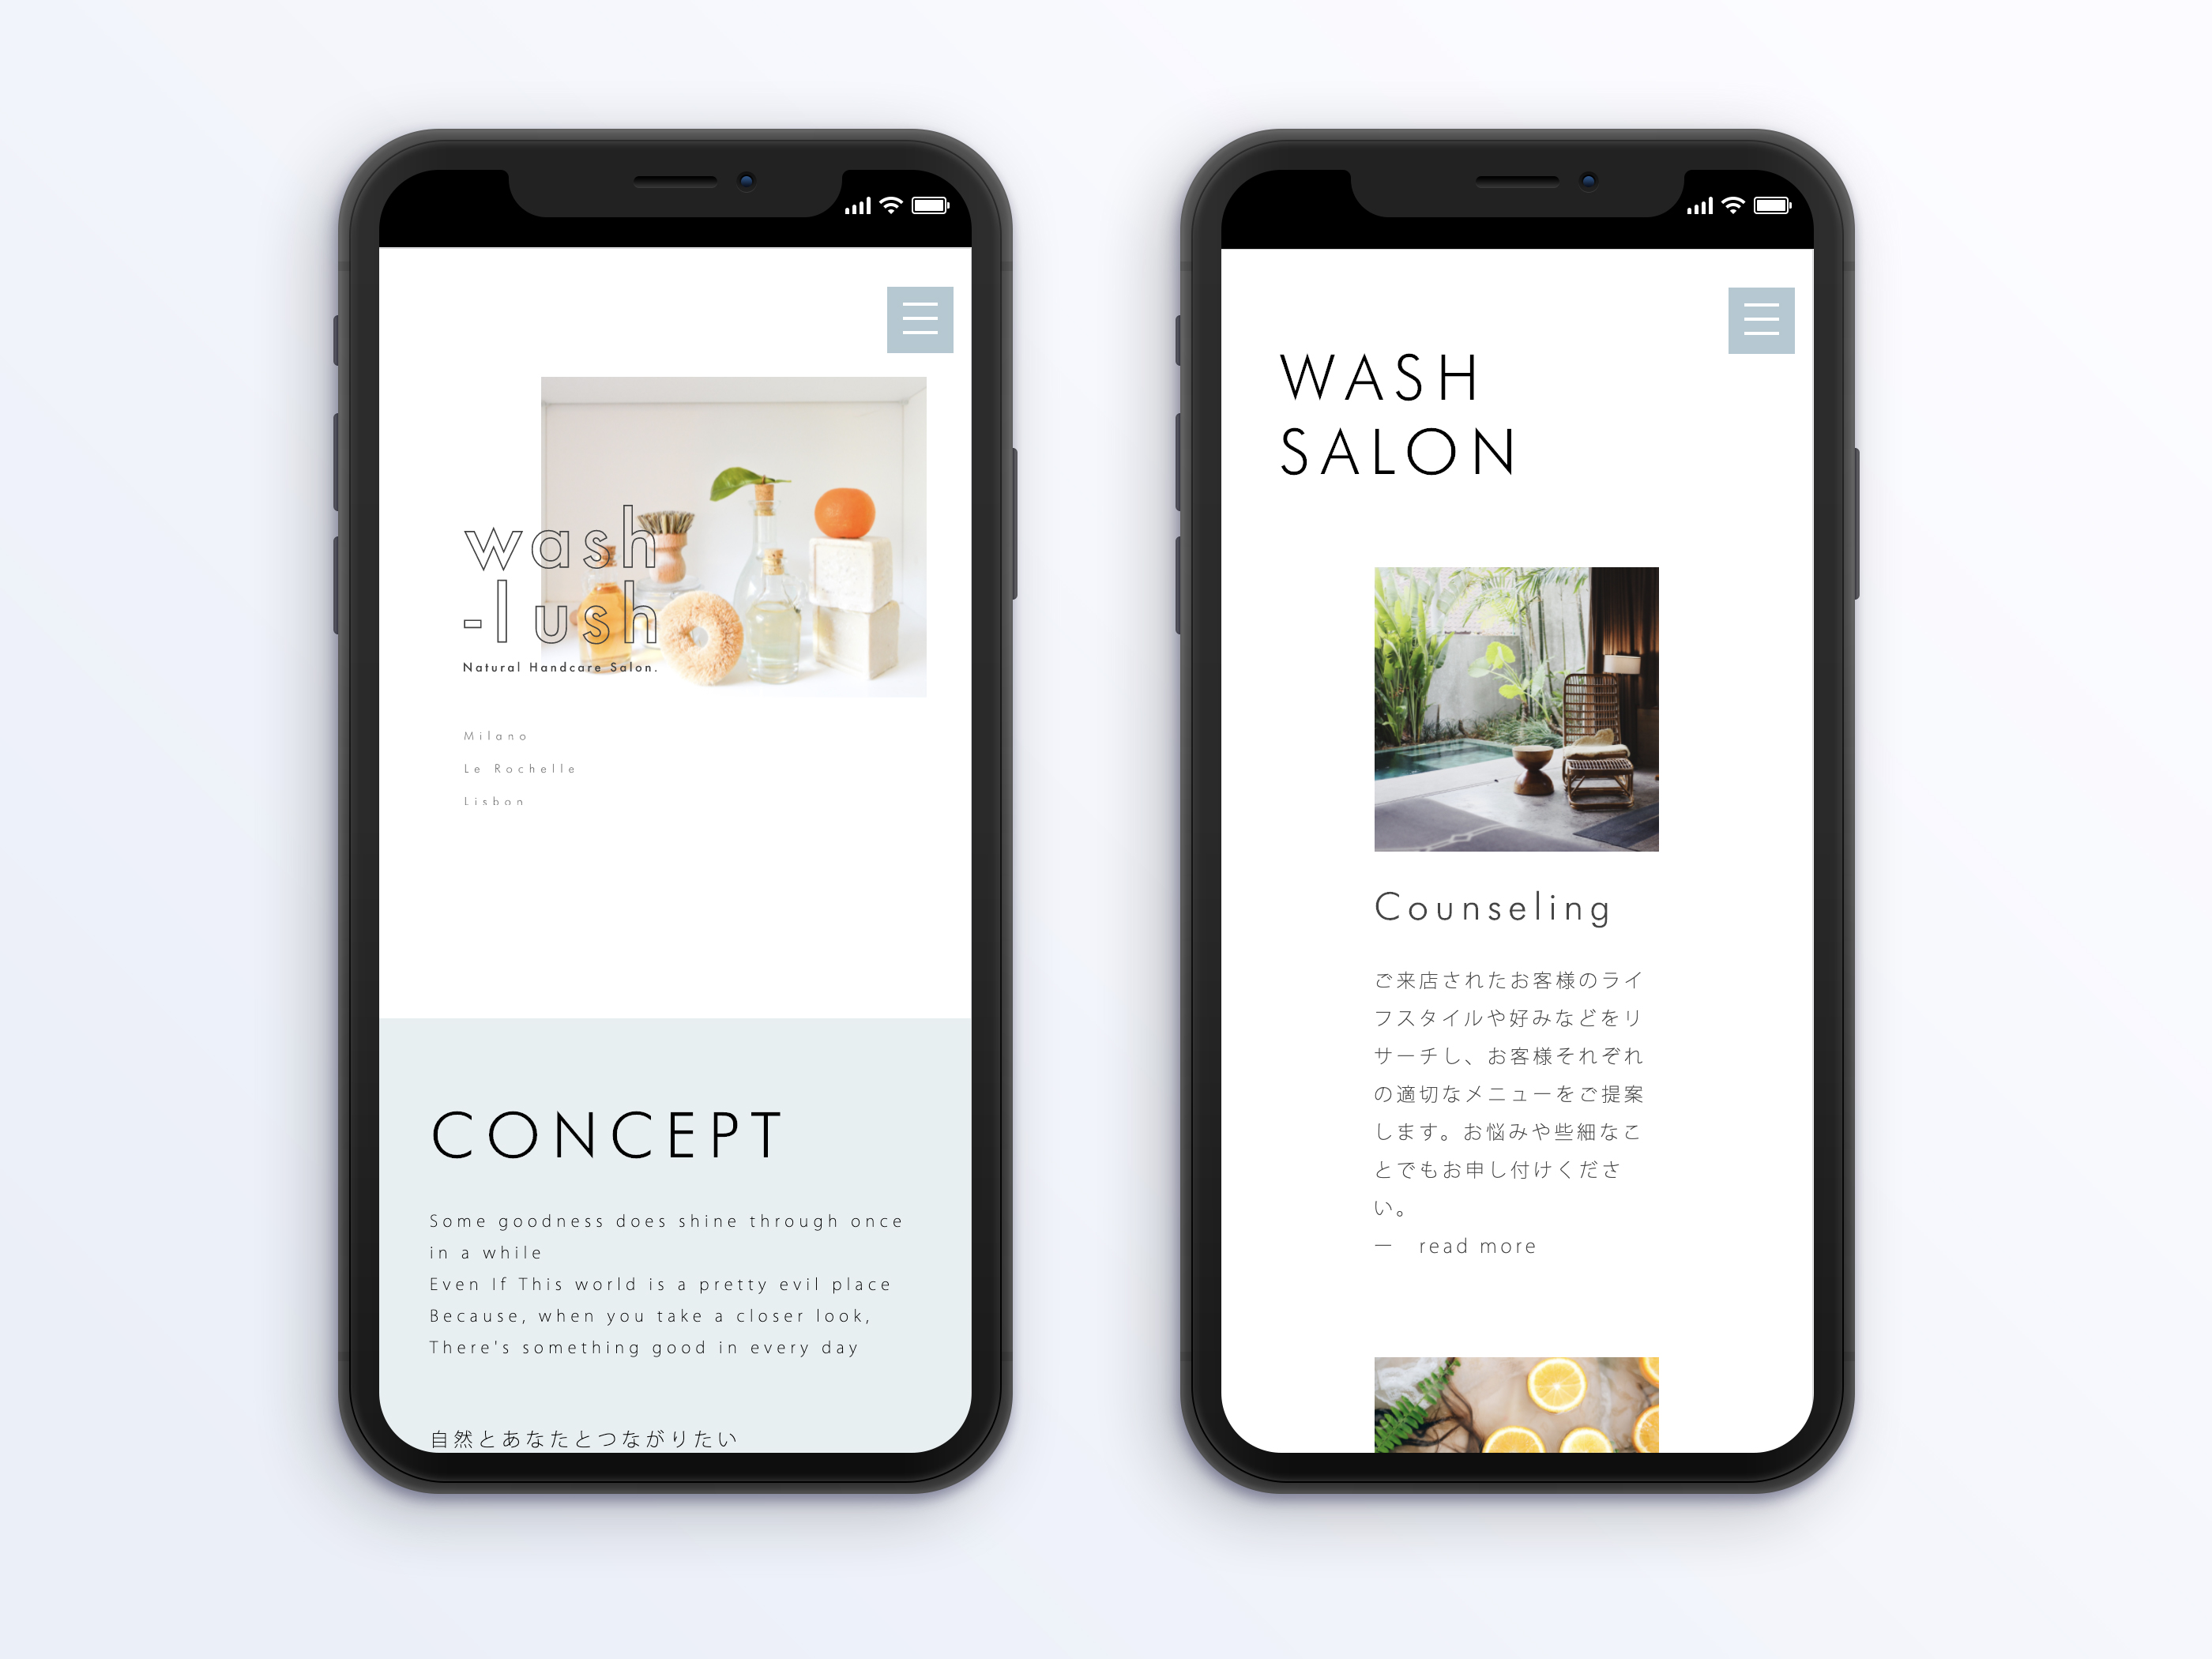 wash
-lush
Natural Handcare Salon.
Milano
Le Rochelle
Lisbon
CONCEPT
Some goodness does shine through once
in a while
Even If This world is a pretty evil place
Because, when you take a closer look,
There's something good in every day
自然とあなたとつながりたい
WASH
SALON
Counseling
ご来店されたお客様のライ
フスタイルや好みなどをリ
サーチし、お客様それぞれ
の適切なメニューをご提案
します。お悩みや些細なこ
とでもお申し付けくださ
い。
— read more